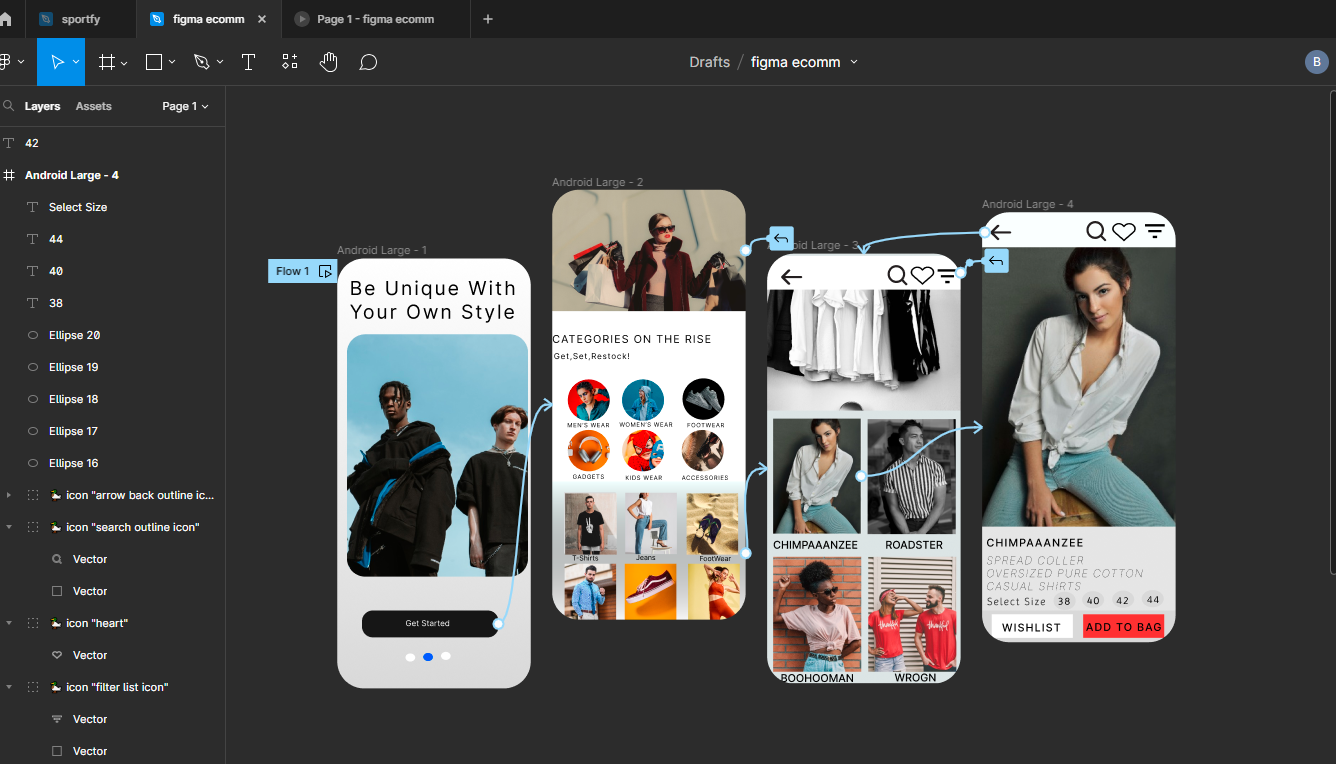 sportfy
figma ecomm
Page 1 - figma ecomm
Drafts / figma ecomm
B
Layers
Assets
Page 1
42
Android Large - 4
Select Size
44
40
38
Ellipse 20
Ellipse 19
Ellipse 18
Ellipse 17
Ellipse 16
icon "arrow back outline ic...
icon "search outline icon"
Vector
Vector
icon "heart"
Vector
icon "filter list icon"
Vector
Vector
Flow 1
Android Large - 1
Be Unique With
Your Own Style
Get Started
Android Large - 2
CATEGORIES ON THE RISE
Get,Set,Restock!
MEN'S WEAR
WOMEN'S WEAR
FOOTWEAR
GADGETS
KIDS WEAR
ACCESSORIES
T-Shirts
Jeans
FootWear
oid Large - 3
CHIMPAAANZEE
ROADSTER
BOOHOOMAN
WROGN
Android Large - 4
CHIMPAAANZEE
SPREAD COLLER
OVERSIZED PURE COTTON
CASUAL SHIRTS
Select Size 38 40 42 44
WISHLIST
ADD TO BAG